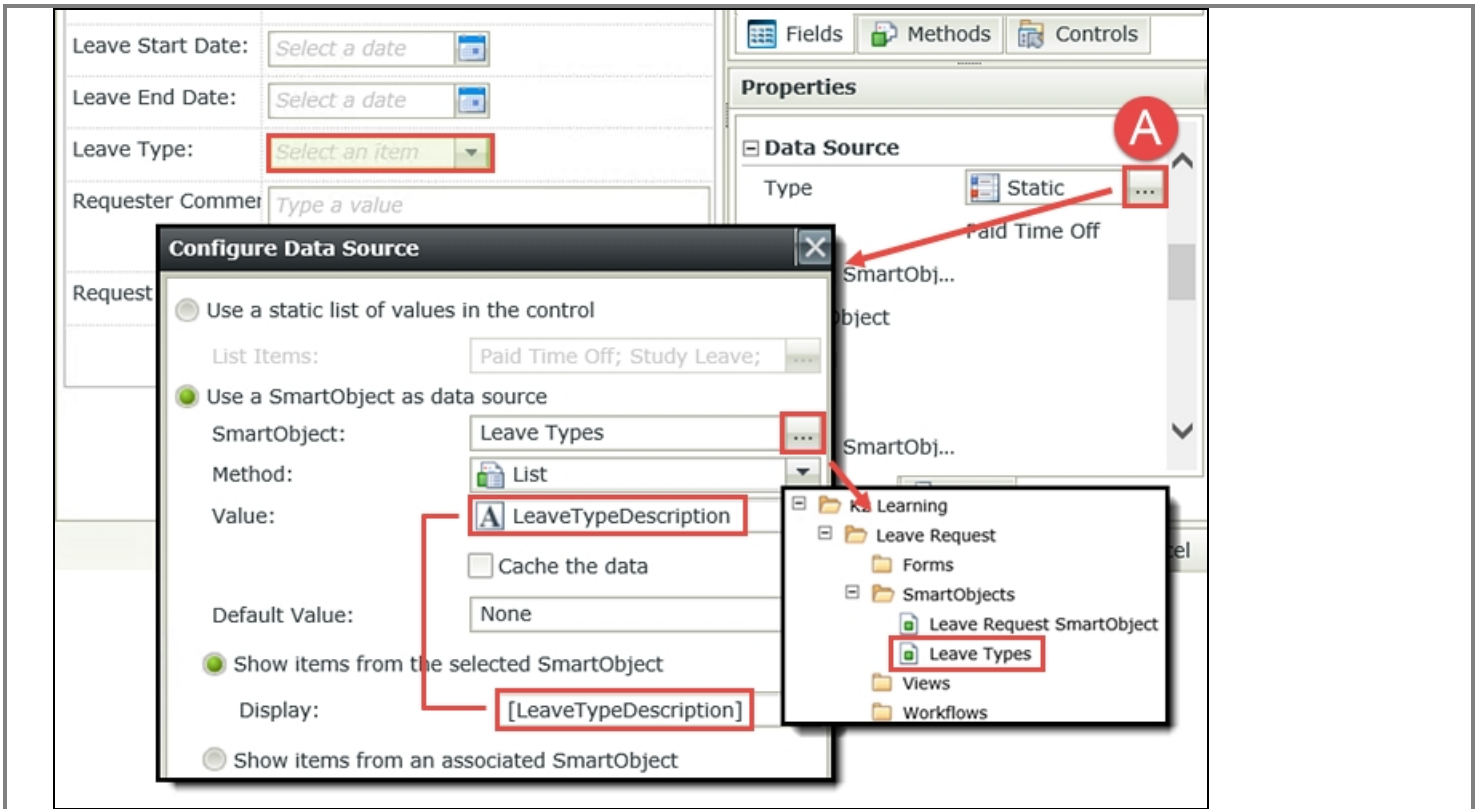 Leave Start Date:
Select a date
Leave End Date:
Select a date
Leave Type:
Select an item
Requester Commen
Type a value
Request
Fields
Methods
Controls
Properties
A
Data Source
Type
Static
...
Paid Time Off
SmartObj...
bject
SmartObj...
cel
Configure Data Source
Use a static list of values in the control
List Items:
Paid Time Off; Study Leave;
...
Use a SmartObject as data source
SmartObject:
Leave Types
...
Method:
List
Value:
A LeaveTypeDescription
Cache the data
Default Value:
None
Show items from the selected SmartObject
Display:
[LeaveTypeDescription]
Show items from an associated SmartObject
K2 Learning
Leave Request
Forms
SmartObjects
Leave Request SmartObject
Leave Types
Views
Workflows